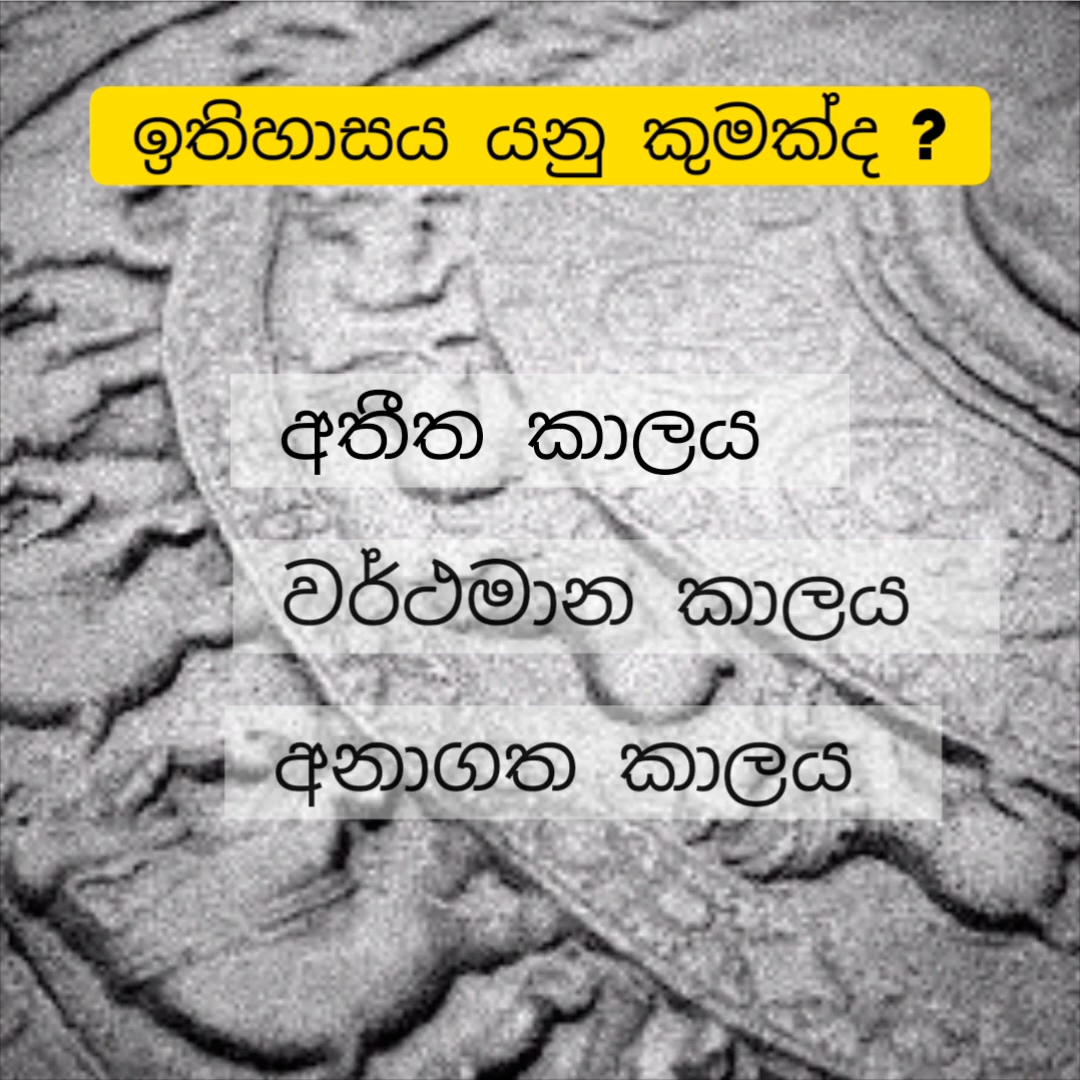 ඉතිහාසය යනු කුමක්ද ?
අතීත කාලය
වර්ථමාන කාලය
අනාගත කාලය